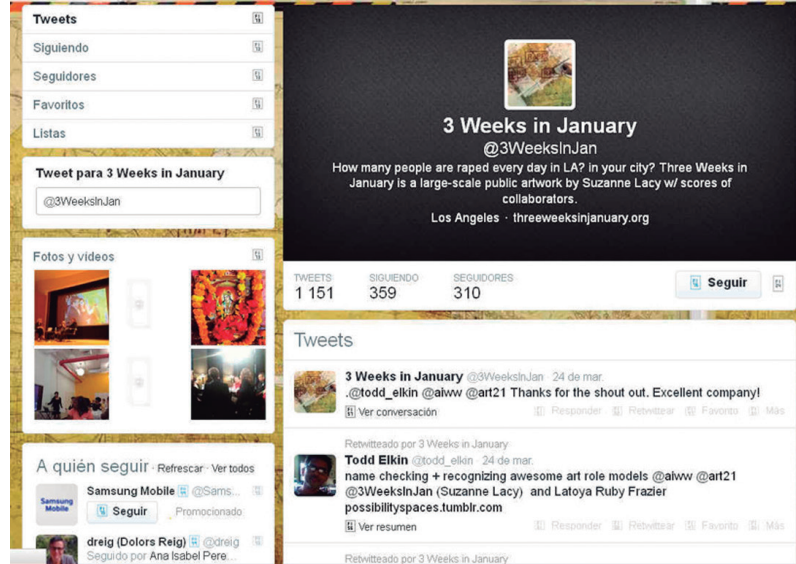 Tweets
Siguiendo
Seguidores
Favoritos
Listas
Tweet para 3 Weeks in January
@3WeeksInJan
Fotos y vídeos
A quién seguir · Refrescar · Ver todos
Samsung Mobile @Sams...
Samsung
Mobile
Seguir Promocionado
dreig (Dolors Reig) @dreig
Seguido por Ana Isabel Pere...
3 Weeks in January
@3WeeksInJan
How many people are raped every day in LA? in your city? Three Weeks in
January is a large-scale public artwork by Suzanne Lacy w/ scores of
collaborators.
Los Angeles · threeweeksinjanuary.org
TWEETS SIGUIENDO SEGUIDORES
1 151 359 310
Seguir
Tweets
3 Weeks in January @3WeeksInJan · 24 de mar.
.@todd_elkin @aiww @art21 Thanks for the shout out. Excellent company!
Ver conversación Responder Retwittear Favorito Más
Retwitteado por 3 Weeks in January
Todd Elkin @todd_elkin · 24 de mar.
name checking + recognizing awesome art role models @aiww @art21
@3WeeksInJan (Suzanne Lacy) and Latoya Ruby Frazier
possibilityspaces.tumblr.com
Ver resumen Responder Retwittear Favorito Más
Retwitteado por 3 Weeks in January